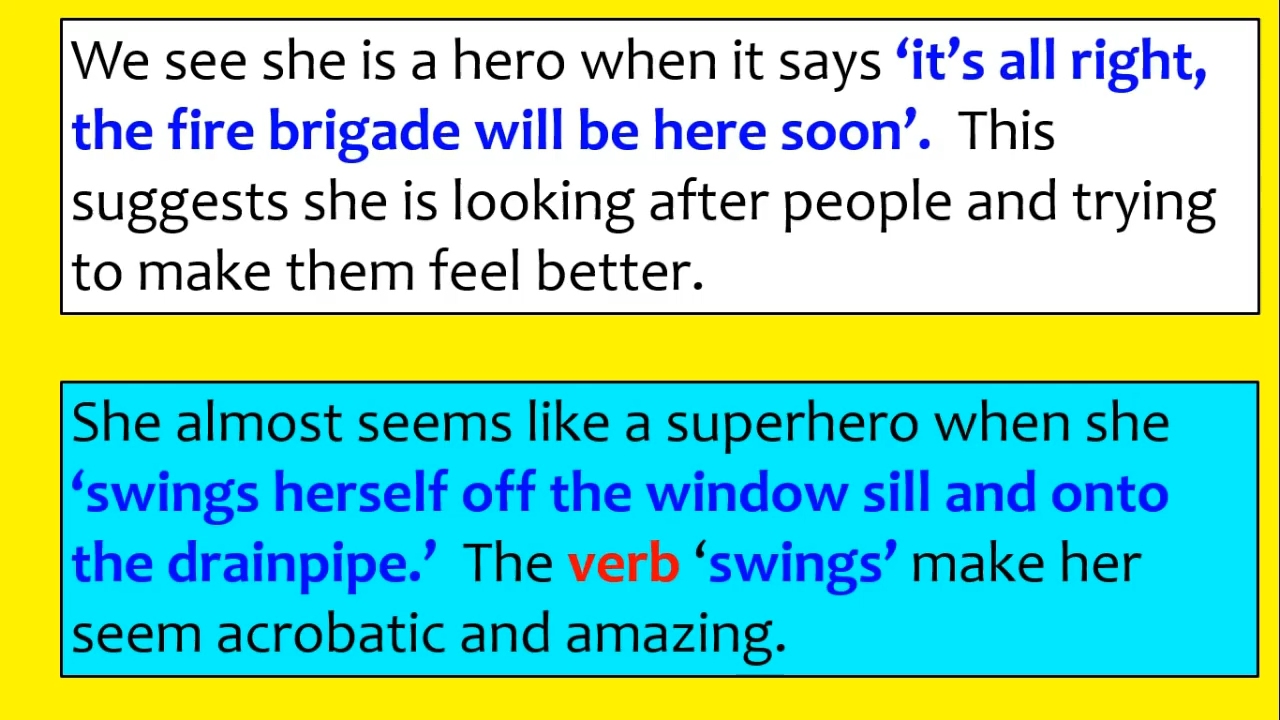 We see she is a hero when it says ‘it’s all right,
the fire brigade will be here soon’.  This
suggests she is looking after people and trying
to make them feel better.
She almost seems like a superhero when she
‘swings herself off the window sill and onto
the drainpipe.’  The verb ‘swings’ make her
seem acrobatic and amazing.